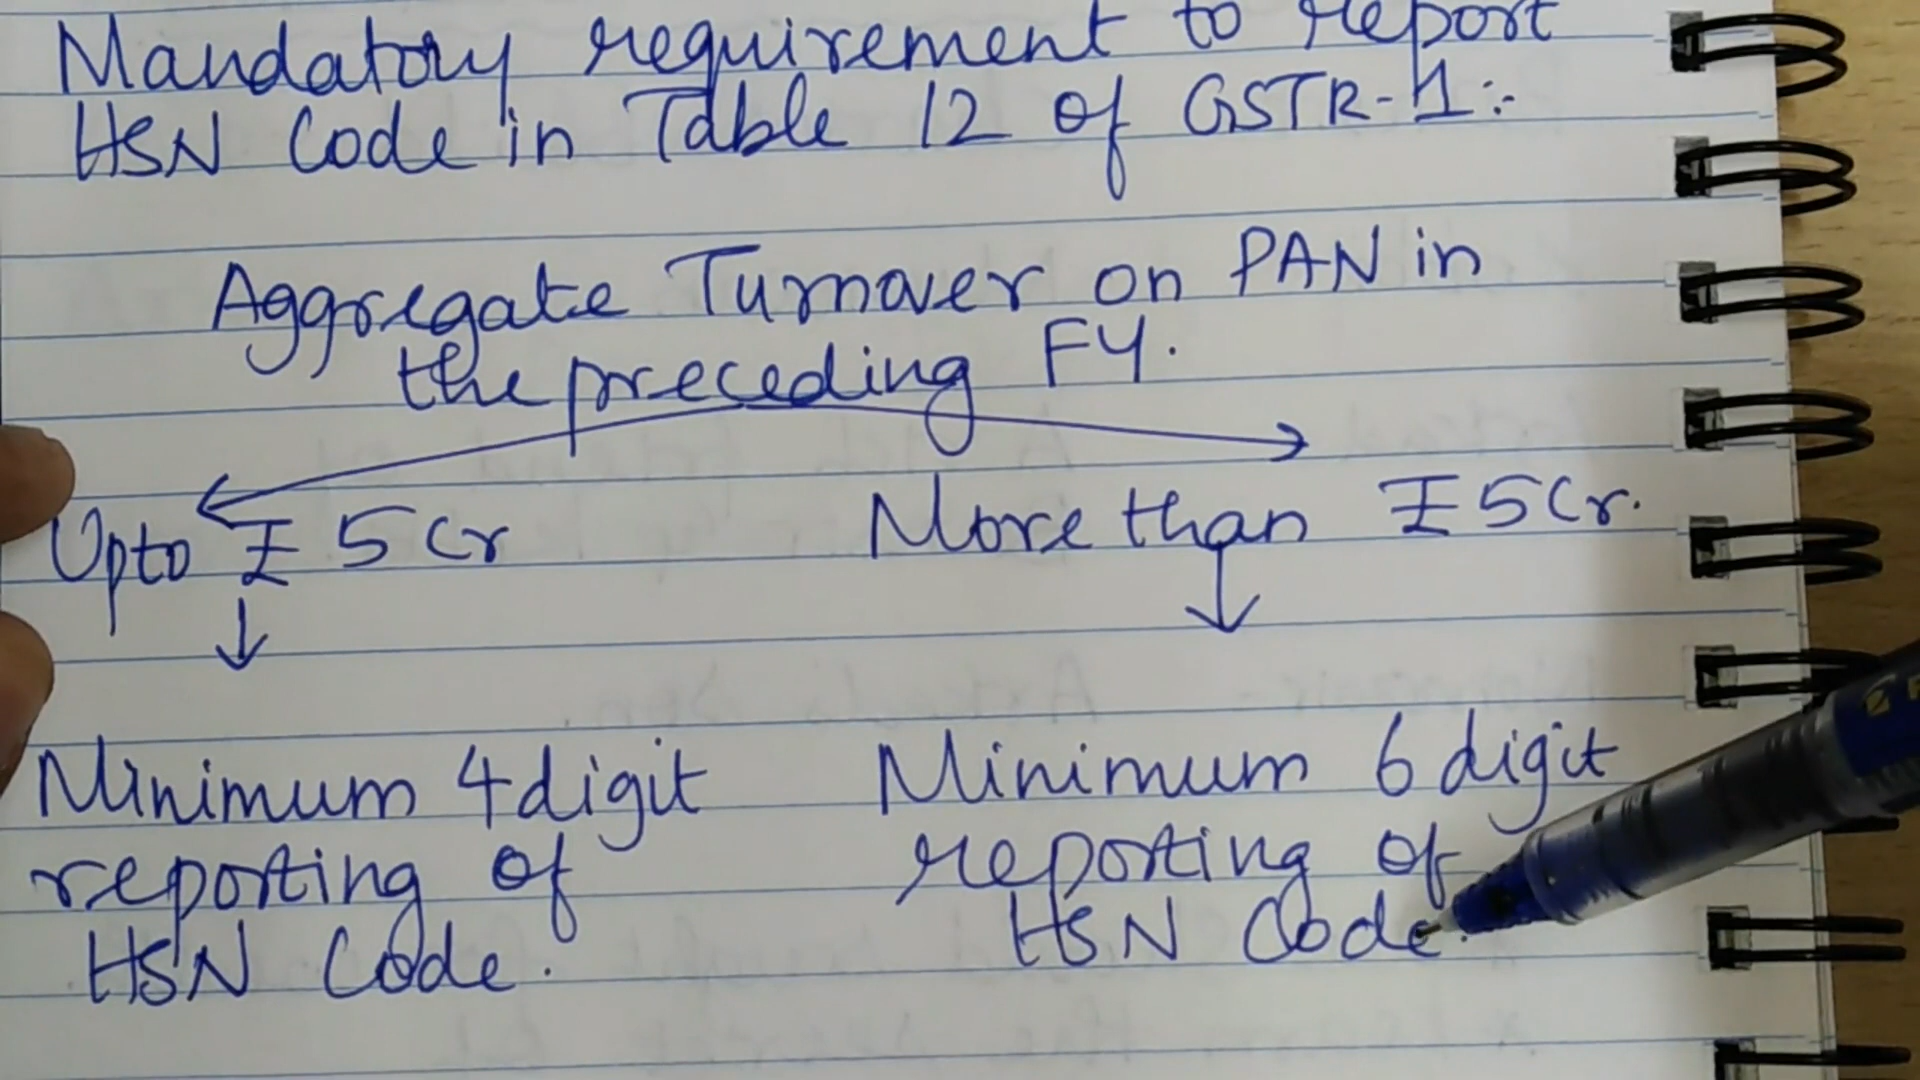 Mandatory requirement to report
HSN Code in Table 12 of GSTR-1:-
Aggregate Turnover on PAN in
the preceding FY.
Upto ₹ 5 Cr
More than ₹ 5 Cr.
Minimum 4 digit
reporting of
HSN Code.
Minimum 6 digit
reporting of
HSN Code.